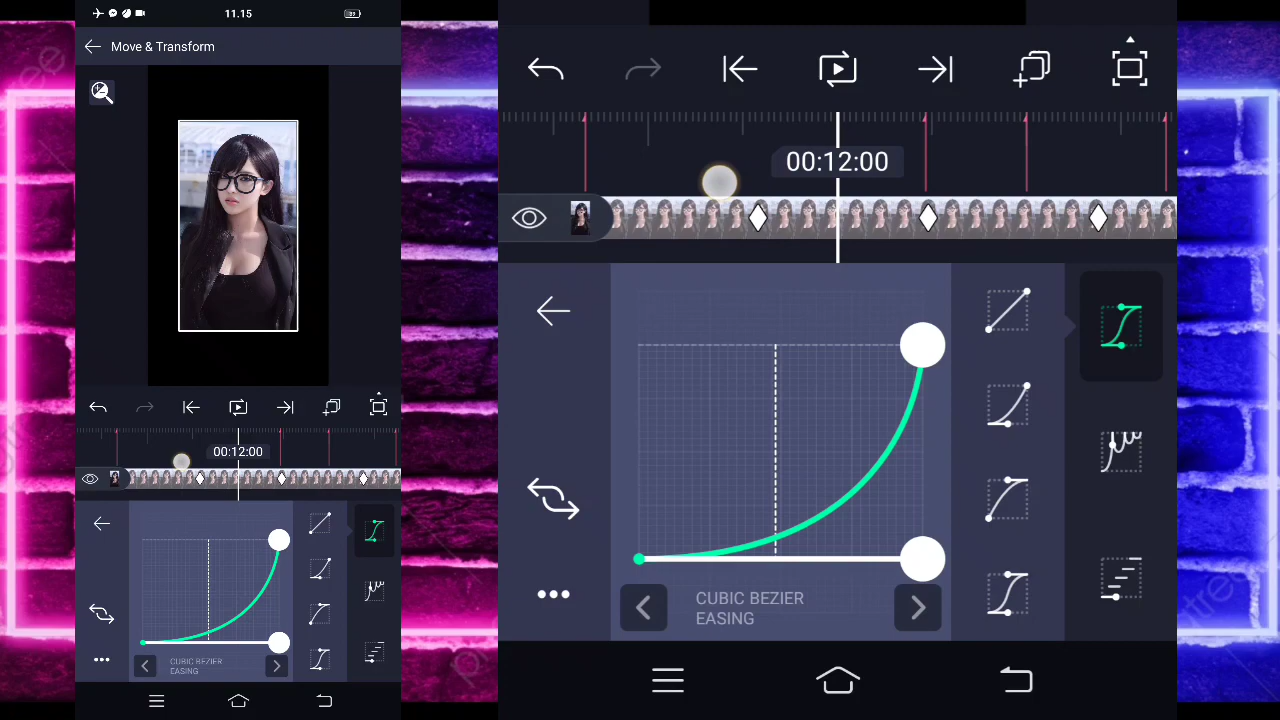 11.15
Move & Transform
00:12:00
CUBIC BEZIER
EASING
00:12:00
CUBIC BEZIER
EASING